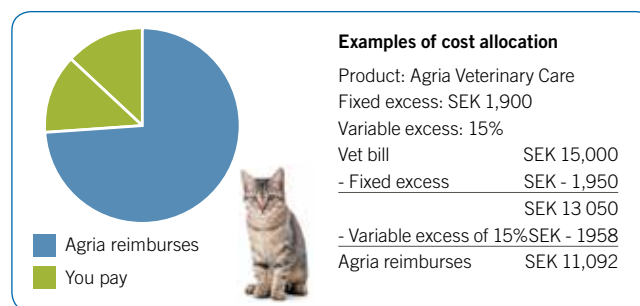 Examples of cost allocation
Product: Agria Veterinary Care
Fixed excess: SEK 1,900
Variable excess: 15%
Vet bill SEK 15,000
- Fixed excess SEK - 1,950
SEK 13 050
- Variable excess of 15%SEK - 1958
Agria reimburses SEK 11,092
Agria reimburses
You pay